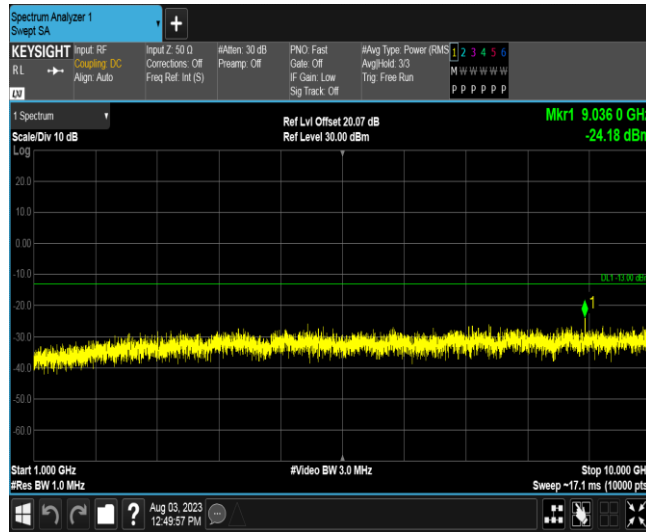 Spectrum Analyzer 1
Swept SA
+
KEYSIGHT
RL
LXI
Input: RF
Coupling: DC
Align: Auto
Input Z: 50 Ω
Corrections: Off
Freq Ref: Int (S)
#Atten: 30 dB
Preamp: Off
PNO: Fast
Gate: Off
IF Gain: Low
Sig Track: Off
#Avg Type: Power (RMS
Avg|Hold: 3/3
Trig: Free Run
1 2 3 4 5 6
M W W W W W
P P P P P P
1 Spectrum
Scale/Div 10 dB
Ref Lvl Offset 20.07 dB
Ref Level 30.00 dBm
Mkr1 9.036 0 GHz
-24.18 dBm
Log
20.0
10.0
0.00
-10.0
DL1 -13.00 dBm
-20.0
1
-30.0
-40.0
-50.0
-60.0
Start 1.000 GHz
#Res BW 1.0 MHz
#Video BW 3.0 MHz
Stop 10.000 GHz
Sweep ~17.1 ms (10000 pts
?
Aug 03, 2023
12:49:57 PM